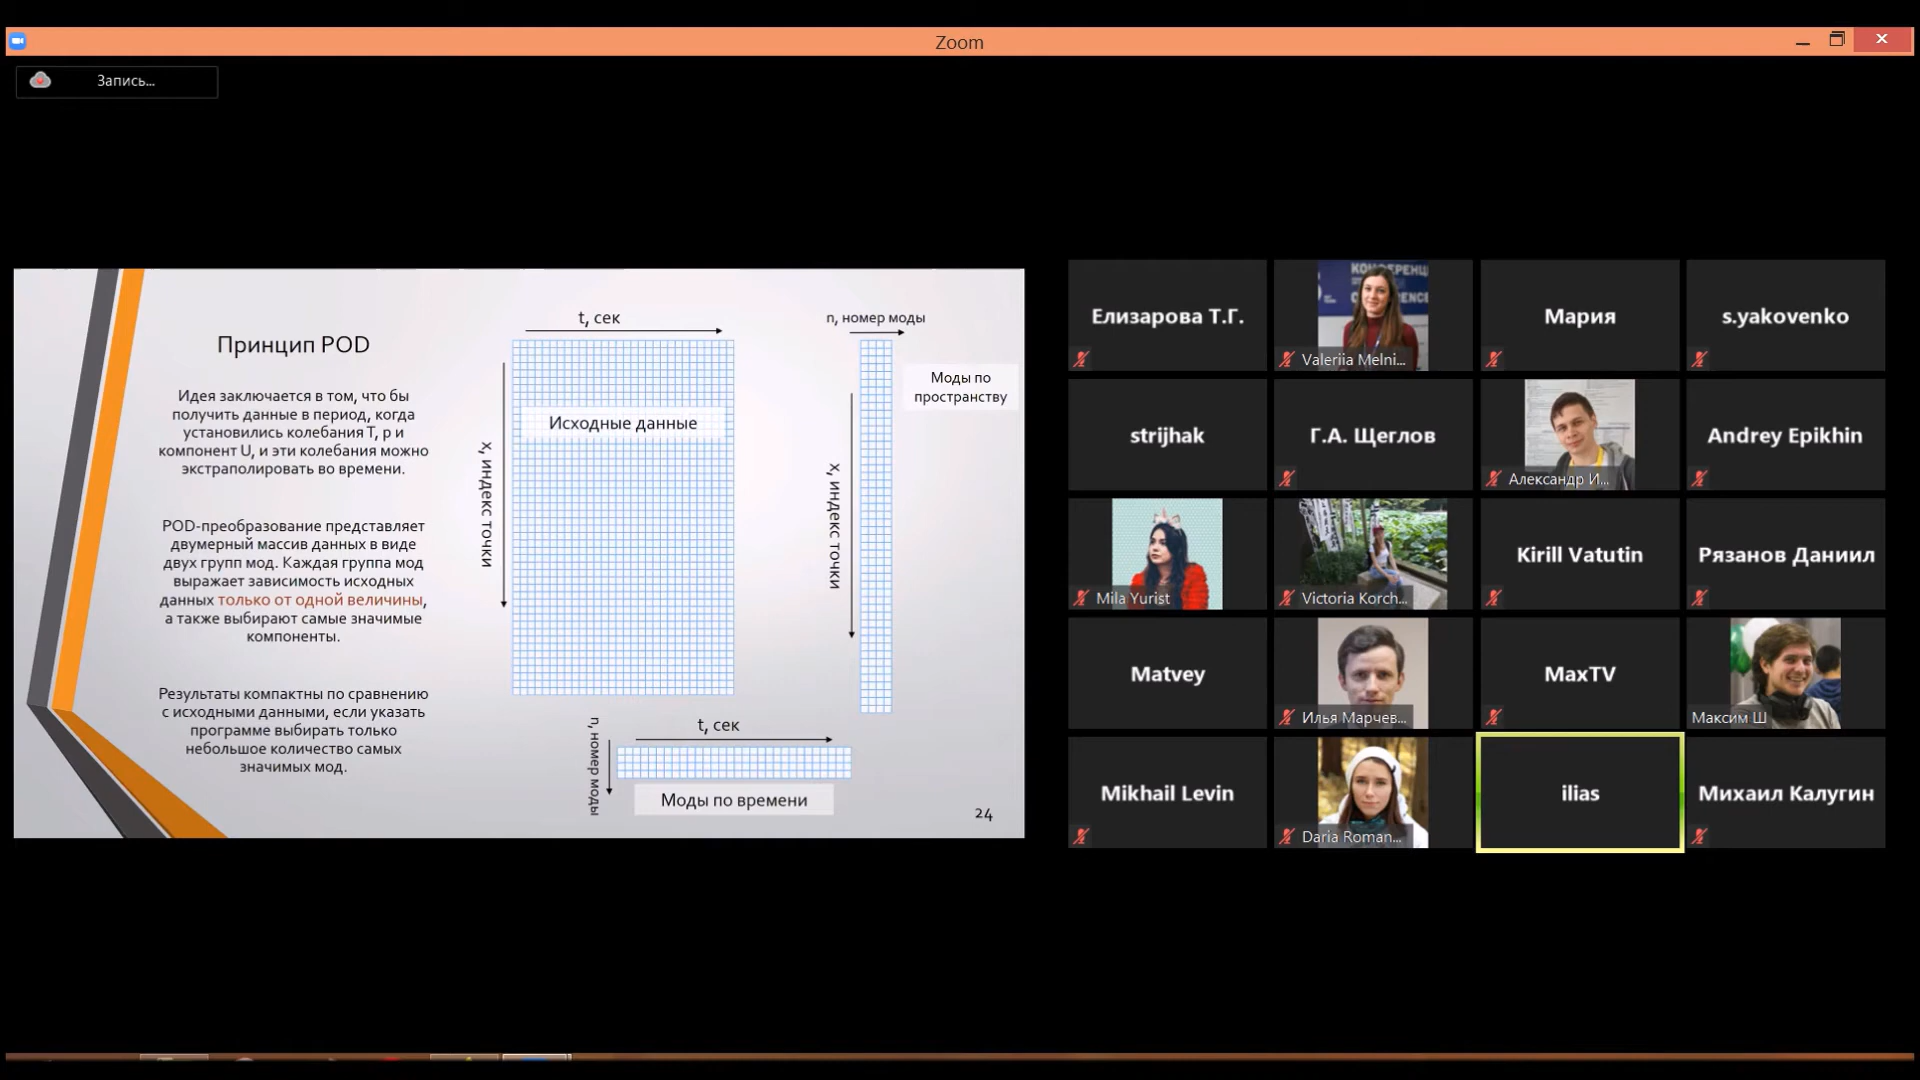 Zoom
Запись...
Принцип POD
Идея заключается в том, что бы
получить данные в период, когда
установились колебания T, p и
компонент U, и эти колебания можно
экстраполировать во времени.
POD-преобразование представляет
двумерный массив данных в виде
двух групп мод. Каждая группа мод
выражает зависимость исходных
данных только от одной величины,
а также выбирают самые значимые
компоненты.
Результаты компактны по сравнению
с исходными данными, если указать
программе выбирать только
небольшое количество самых
значимых мод.
t, сек
x, индекс точки
Исходные данные
n, номер моды
x, индекс точки
Моды по
пространству
t, сек
n, номер моды
Моды по времени
24
Елизарова Т.Г.
Valeriia Melni...
Мария
s.yakovenko
strijhak
Г.А. Щеглов
Александр И...
Andrey Epikhin
Mila Yurist
Victoria Korch...
Kirill Vatutin
Рязанов Даниил
Matvey
Илья Марчев...
MaxTV
Максим Ш
Mikhail Levin
Daria Roman...
ilias
Михаил Калугин